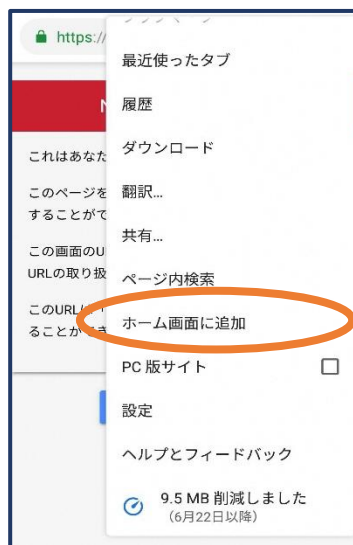 https://
最近使ったタブ
履歴
ダウンロード
翻訳...
共有...
ページ内検索
ホーム画面に追加
PC 版サイト
設定
ヘルプとフィードバック
9.5 MB 削減しました
(6月22日以降)
N
これはあなた
このページを
することがで
この画面のU
URLの取り扱
このURLは
ることができ